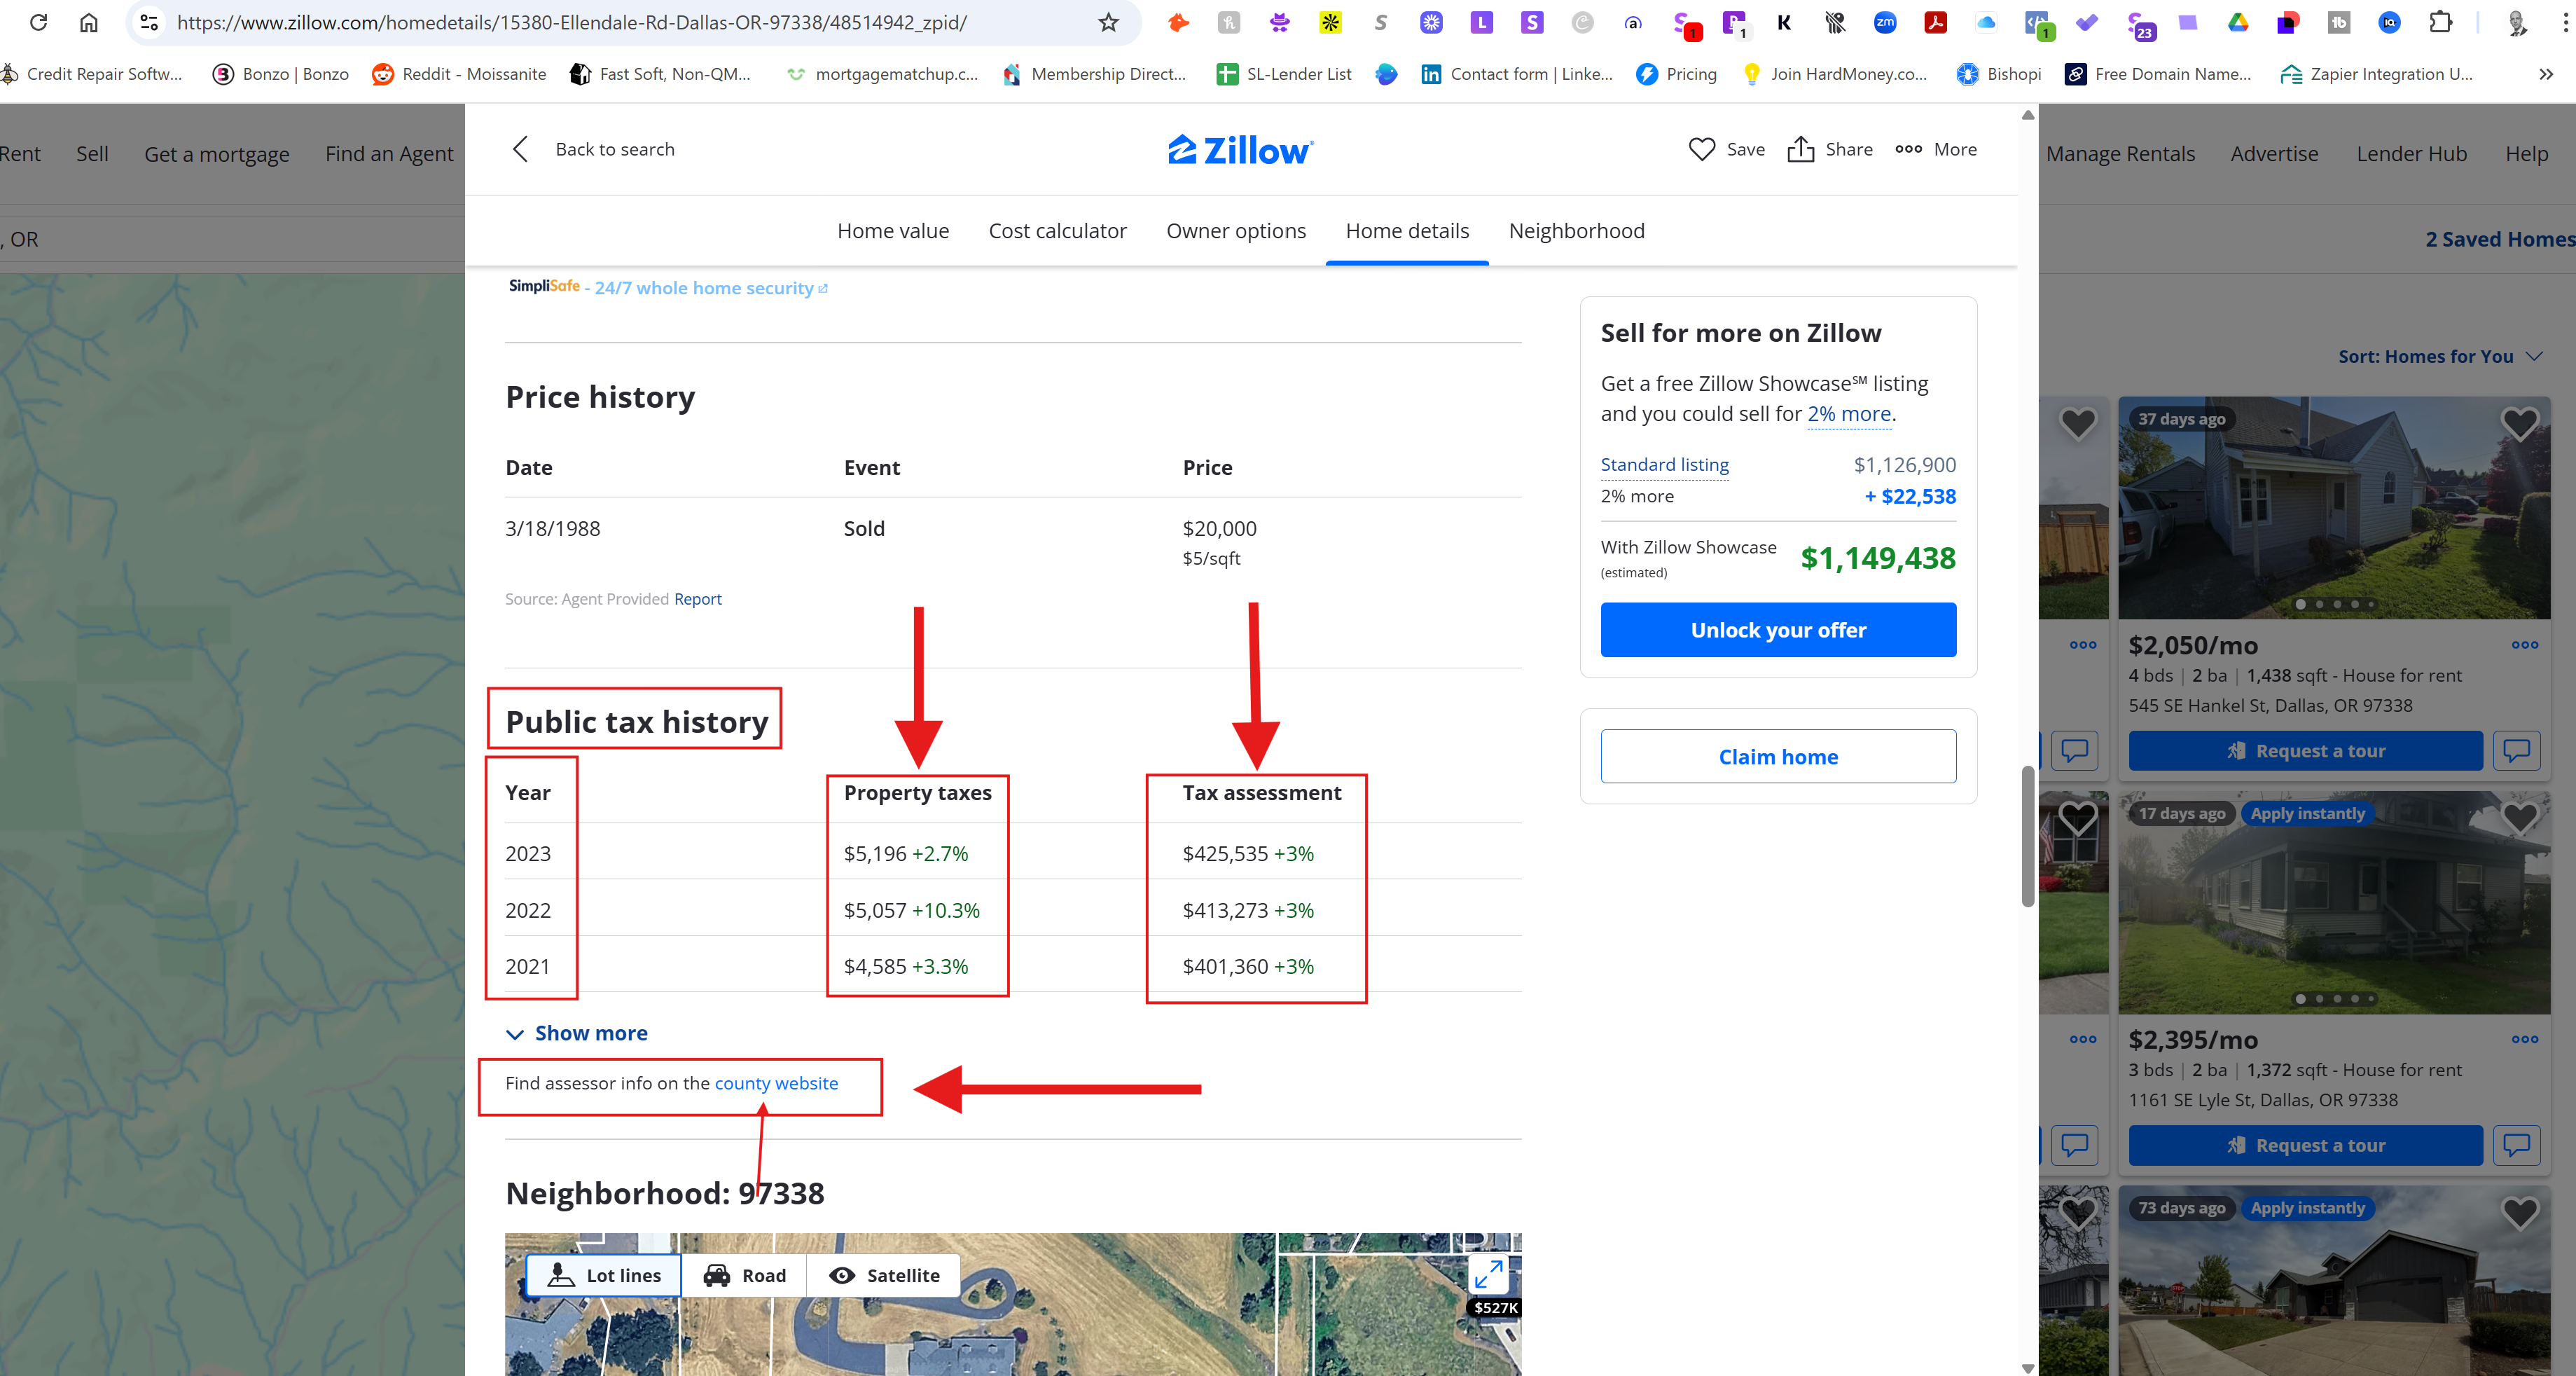 https://www.zillow.com/homedetails/15380-Ellendale-Rd-Dallas-OR-97338/48514942_zpid/
Credit Repair Softw...
Bonzo | Bonzo
Reddit - Moissanite
Fast Soft, Non-QM...
mortgagematchup.c...
Membership Direct...
SL-Lender List
Contact form | Linke...
Pricing
Join HardMoney.co...
Bishopi
Free Domain Name...
Zapier Integration U...
Rent
Sell
Get a mortgage
Find an Agent
Back to search
Zillow
Save
Share
More
Manage Rentals
Advertise
Lender Hub
Help
Home value
Cost calculator
Owner options
Home details
Neighborhood
, OR
2 Saved Homes
SimpliSafe - 24/7 whole home security
Price history
Date Event Price
3/18/1988 Sold $20,000
$5/sqft
Source: Agent Provided Report
Public tax history
Year Property taxes Tax assessment
2023 $5,196 +2.7% $425,535 +3%
2022 $5,057 +10.3% $413,273 +3%
2021 $4,585 +3.3% $401,360 +3%
Show more
Find assessor info on the county website
Neighborhood: 97338
Lot lines
Road
Satellite
$527K
Sell for more on Zillow
Get a free Zillow Showcase℠ listing
and you could sell for 2% more.
Standard listing $1,126,900
2% more + $22,538
With Zillow Showcase $1,149,438
(estimated)
Unlock your offer
Claim home
Sort: Homes for You
37 days ago
$2,050/mo
4 bds | 2 ba | 1,438 sqft - House for rent
545 SE Hankel St, Dallas, OR 97338
Request a tour
17 days ago
Apply instantly
$2,395/mo
3 bds | 2 ba | 1,372 sqft - House for rent
1161 SE Lyle St, Dallas, OR 97338
Request a tour
73 days ago
Apply instantly